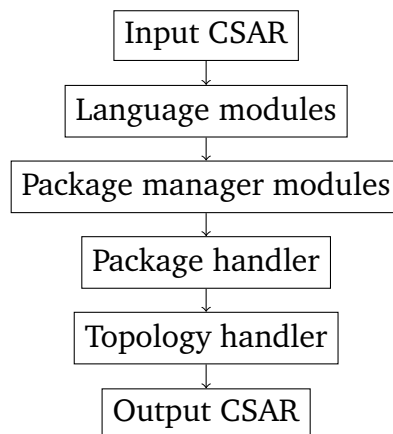 Input CSAR
Language modules
Package manager modules
Package handler
Topology handler
Output CSAR